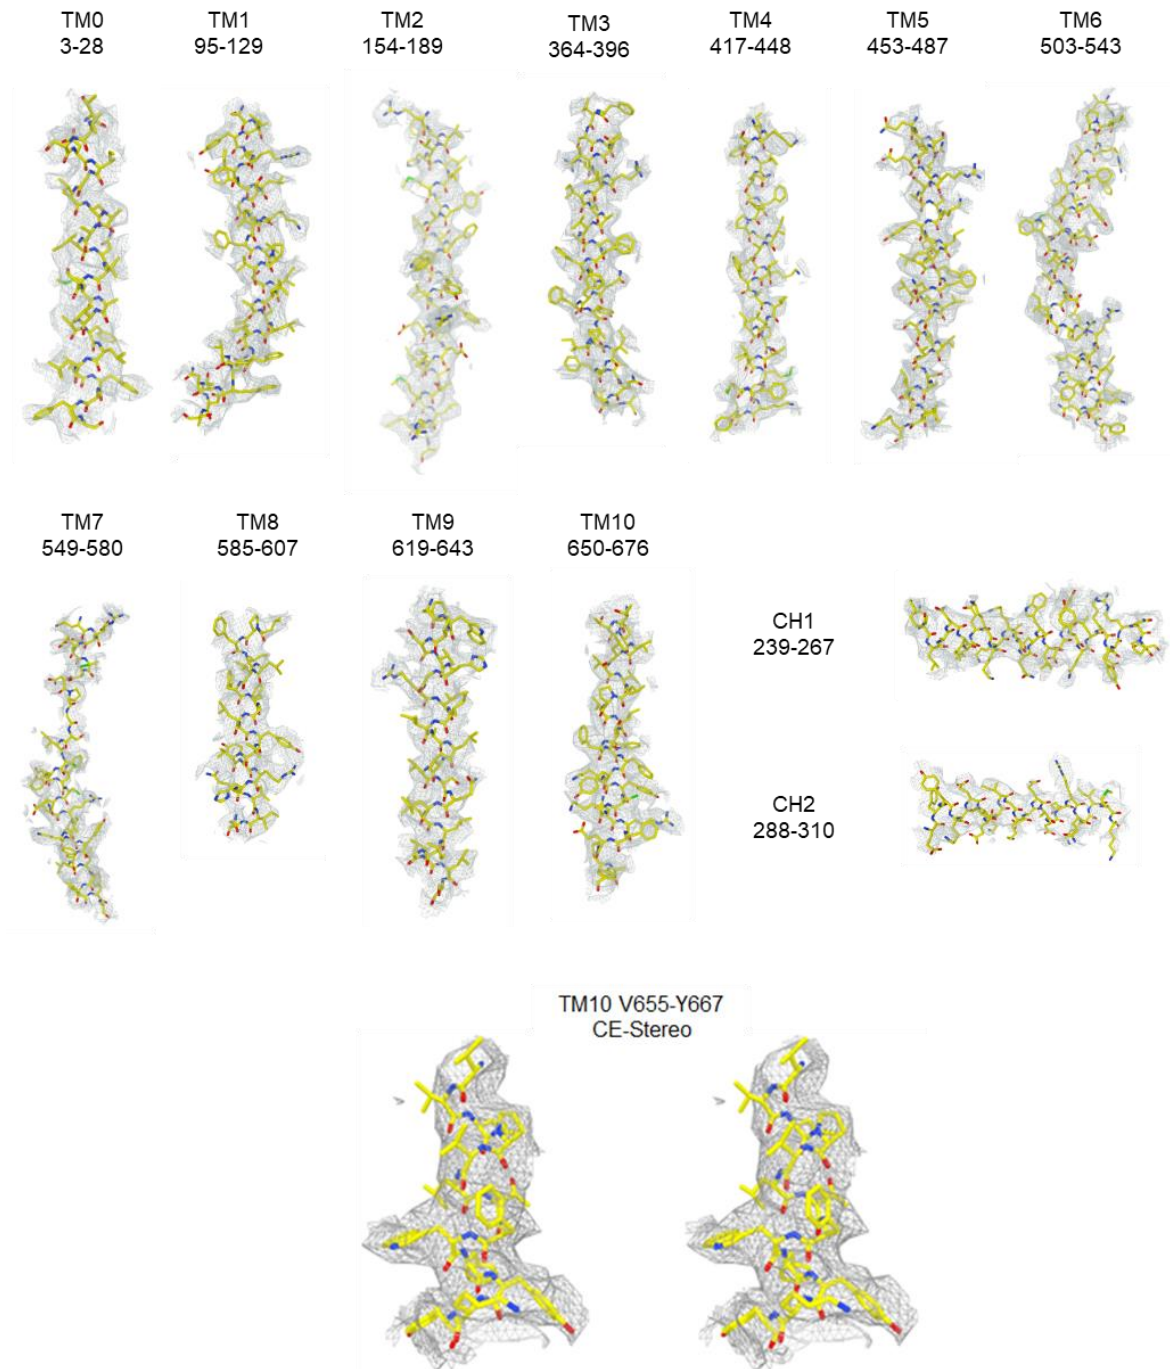 TM0
3-28
TM1
95-129
TM2
154-189
TM3
364-396
TM4
417-448
TM5
453-487
TM6
503-543
TM7
549-580
TM8
585-607
TM9
619-643
TM10
650-676
CH1
239-267
CH2
288-310
TM10 V655-Y667
CE-Stereo